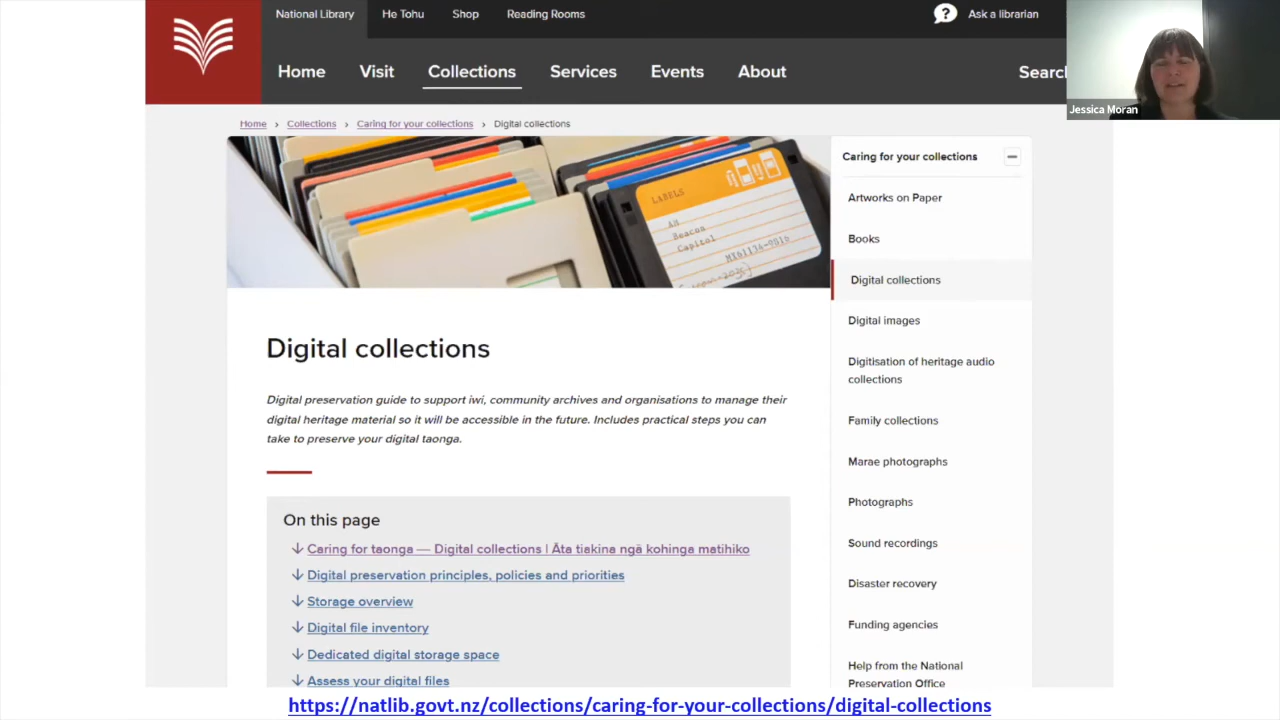 National Library He Tohu Shop Reading Rooms Ask a librarian
Home Visit Collections Services Events About Search
Jessica Moran
Home › Collections › Caring for your collections › Digital collections
LABELS
AH
Beacon
Capitol
MX61134-9016
Digital collections
Digital preservation guide to support iwi, community archives and organisations to manage their
digital heritage material so it will be accessible in the future. Includes practical steps you can
take to preserve your digital taonga.
On this page
↓ Caring for taonga — Digital collections | Āta tiakina ngā kohinga matihiko
↓ Digital preservation principles, policies and priorities
↓ Storage overview
↓ Digital file inventory
↓ Dedicated digital storage space
↓ Assess your digital files
Caring for your collections
Artworks on Paper
Books
Digital collections
Digital images
Digitisation of heritage audio
collections
Family collections
Marae photographs
Photographs
Sound recordings
Disaster recovery
Funding agencies
Help from the National
Preservation Office
https://natlib.govt.nz/collections/caring-for-your-collections/digital-collections